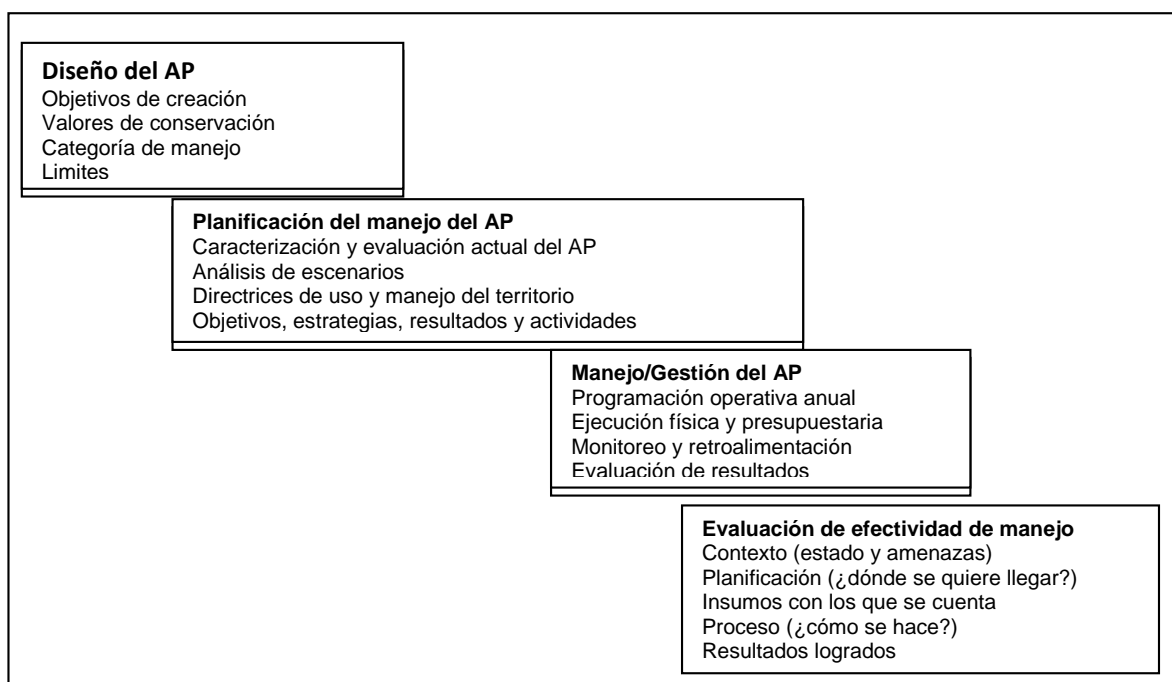 Diseño del AP
Objetivos de creación
Valores de conservación
Categoría de manejo
Limites
Planificación del manejo del AP
Caracterización y evaluación actual del AP
Análisis de escenarios
Directrices de uso y manejo del territorio
Objetivos, estrategias, resultados y actividades
Manejo/Gestión del AP
Programación operativa anual
Ejecución física y presupuestaria
Monitoreo y retroalimentación
Evaluación de resultados
Evaluación de efectividad de manejo
Contexto (estado y amenazas)
Planificación (¿dónde se quiere llegar?)
Insumos con los que se cuenta
Proceso (¿cómo se hace?)
Resultados logrados